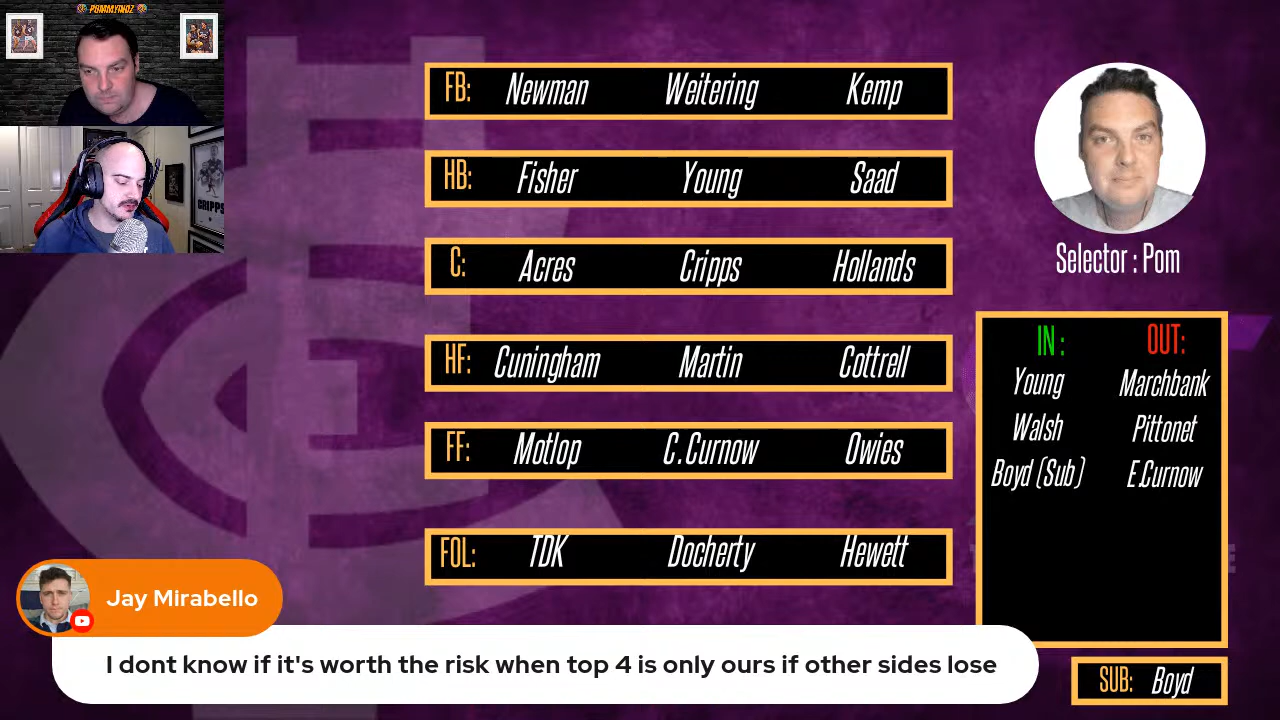 POMMYNOZ
CRIPPS
FB: Newman Weitering Kemp
HB: Fisher Young Saad
C: Acres Cripps Hollands
HF: Cuningham Martin Cottrell
FF: Motlop C.Curnow Owies
FOL: TDK Docherty Hewett
Selector : Pom
IN : OUT:
Young Marchbank
Walsh Pittonet
Boyd (Sub) E.Curnow
SUB: Boyd
Jay Mirabello
I dont know if it's worth the risk when top 4 is only ours if other sides lose